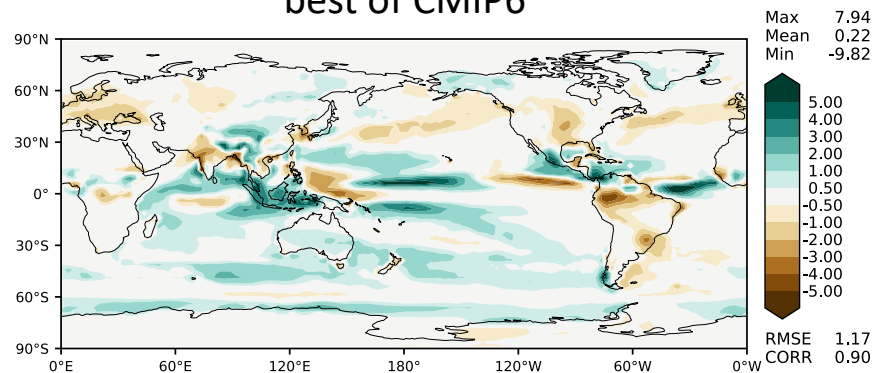 best of CMIP6
Max 7.94
Mean 0.22
Min -9.82
90°N
60°N
30°N
0°
30°S
60°S
90°S
0°E 60°E 120°E 180° 120°W 60°W 0°W
5.00
4.00
3.00
2.00
1.00
0.50
-0.50
-1.00
-2.00
-3.00
-4.00
-5.00
RMSE 1.17
CORR 0.90